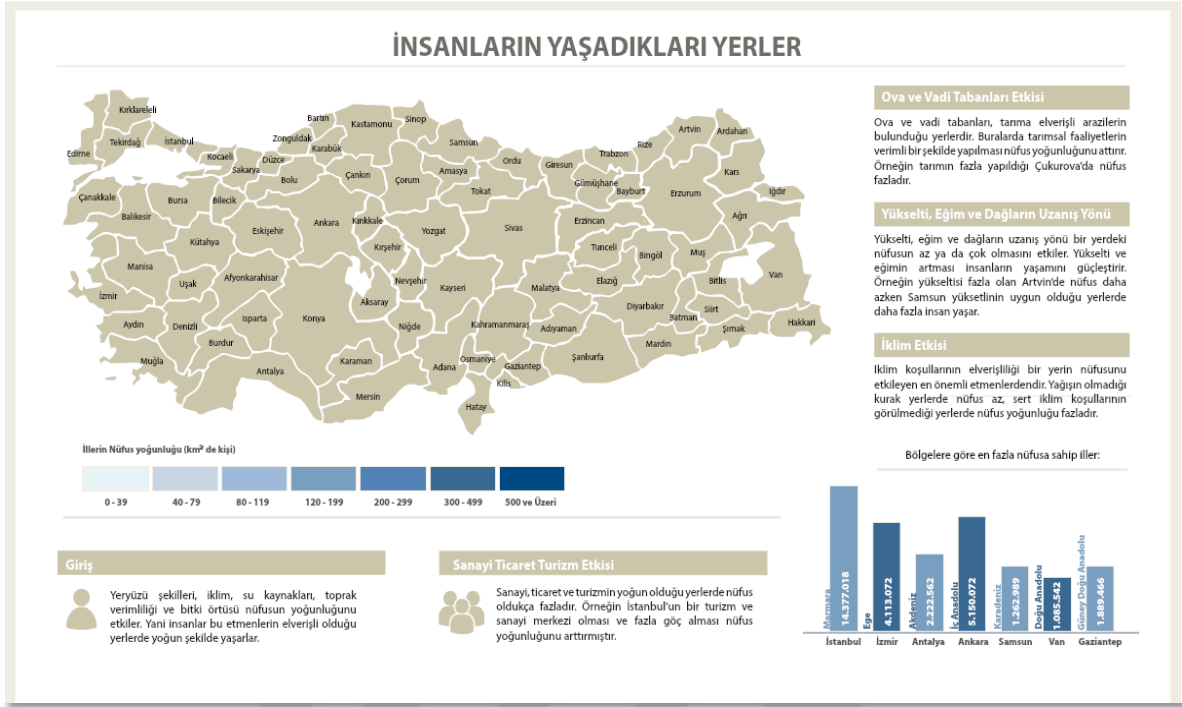 İNSANLARIN YAŞADIKLARI YERLER
Kırklareleli
Edirne
Tekirdağ
İstanbul
Kocaeli
Sakarya
Düzce
Zonguldak
Bartın
Karabük
Kastamonu
Sinop
Samsun
Ordu
Giresun
Trabzon
Rize
Artvin
Ardahan
Kars
Iğdır
Çanakkale
Balıkesir
Bursa
Bilecik
Bolu
Çankırı
Çorum
Amasya
Tokat
Gümüşhane
Bayburt
Erzurum
Ağrı
Kütahya
Eskişehir
Ankara
Kırıkkale
Yozgat
Sivas
Erzincan
Tunceli
Bingöl
Muş
Van
Manisa
Uşak
Afyonkarahisar
Kırşehir
Nevşehir
Kayseri
Malatya
Elazığ
Diyarbakır
Bitlis
İzmir
Aydın
Denizli
Isparta
Burdur
Konya
Aksaray
Niğde
Kahramanmaraş
Adıyaman
Batman
Siirt
Şırnak
Hakkari
Muğla
Antalya
Karaman
Mersin
Adana
Osmaniye
Gaziantep
Kilis
Hatay
Şanlıurfa
Mardin
İllerin Nüfus yoğunluğu (km² de kişi)
0 - 39
40 - 79
80 - 119
120 - 199
200 - 299
300 - 499
500 ve Üzeri
Giriş
Yeryüzü şekilleri, iklim, su kaynakları, toprak
verimliliği ve bitki örtüsü nüfusun yoğunluğunu
etkiler. Yani insanlar bu etmenlerin elverişli olduğu
yerlerde yoğun şekilde yaşarlar.
Sanayi Ticaret Turizm Etkisi
Sanayi, ticaret ve turizmin yoğun olduğu yerlerde nüfus
oldukça fazladır. Örneğin İstanbul'un bir turizm ve
sanayi merkezi olması ve fazla göç alması nüfus
yoğunluğunu arttırmıştır.
Ova ve Vadi Tabanları Etkisi
Ova ve vadi tabanları, tarıma elverişli arazilerin
bulunduğu yerlerdir. Buralarda tarımsal faaliyetlerin
verimli bir şekilde yapılması nüfus yoğunluğunu attırır.
Örneğin tarımın fazla yapıldığı Çukurova'da nüfus
fazladır.
Yükselti, Eğim ve Dağların Uzanış Yönü
Yükselti, eğim ve dağların uzanış yönü bir yerdeki
nüfusun az ya da çok olmasını etkiler. Yükselti ve
eğimin artması insanların yaşamını güçleştirir.
Örneğin yükseltisi fazla olan Artvin'de nüfus daha
azken Samsun yüksetlinin uygun olduğu yerlerde
daha fazla insan yaşar.
İklim Etkisi
Iklim koşullarının elverişliliği bir yerin nüfusunu
etkileyen en önemli etmenlerdendir. Yağışın olmadığı
kurak yerlerde nüfus az, sert iklim koşullarının
görülmediği yerlerde nüfus yoğunluğu fazladır.
Bölgelere göre en fazla nüfusa sahip iller:
Marmara
14.377.018
Ege
4.113.072
Akdeniz
2.222.562
İç Anadolu
5.150.072
Karadeniz
1.262.989
Doğu Anadolu
1.085.542
Güney Doğu Anadolu
1.889.466
İstanbul
İzmir
Antalya
Ankara
Samsun
Van
Gaziantep